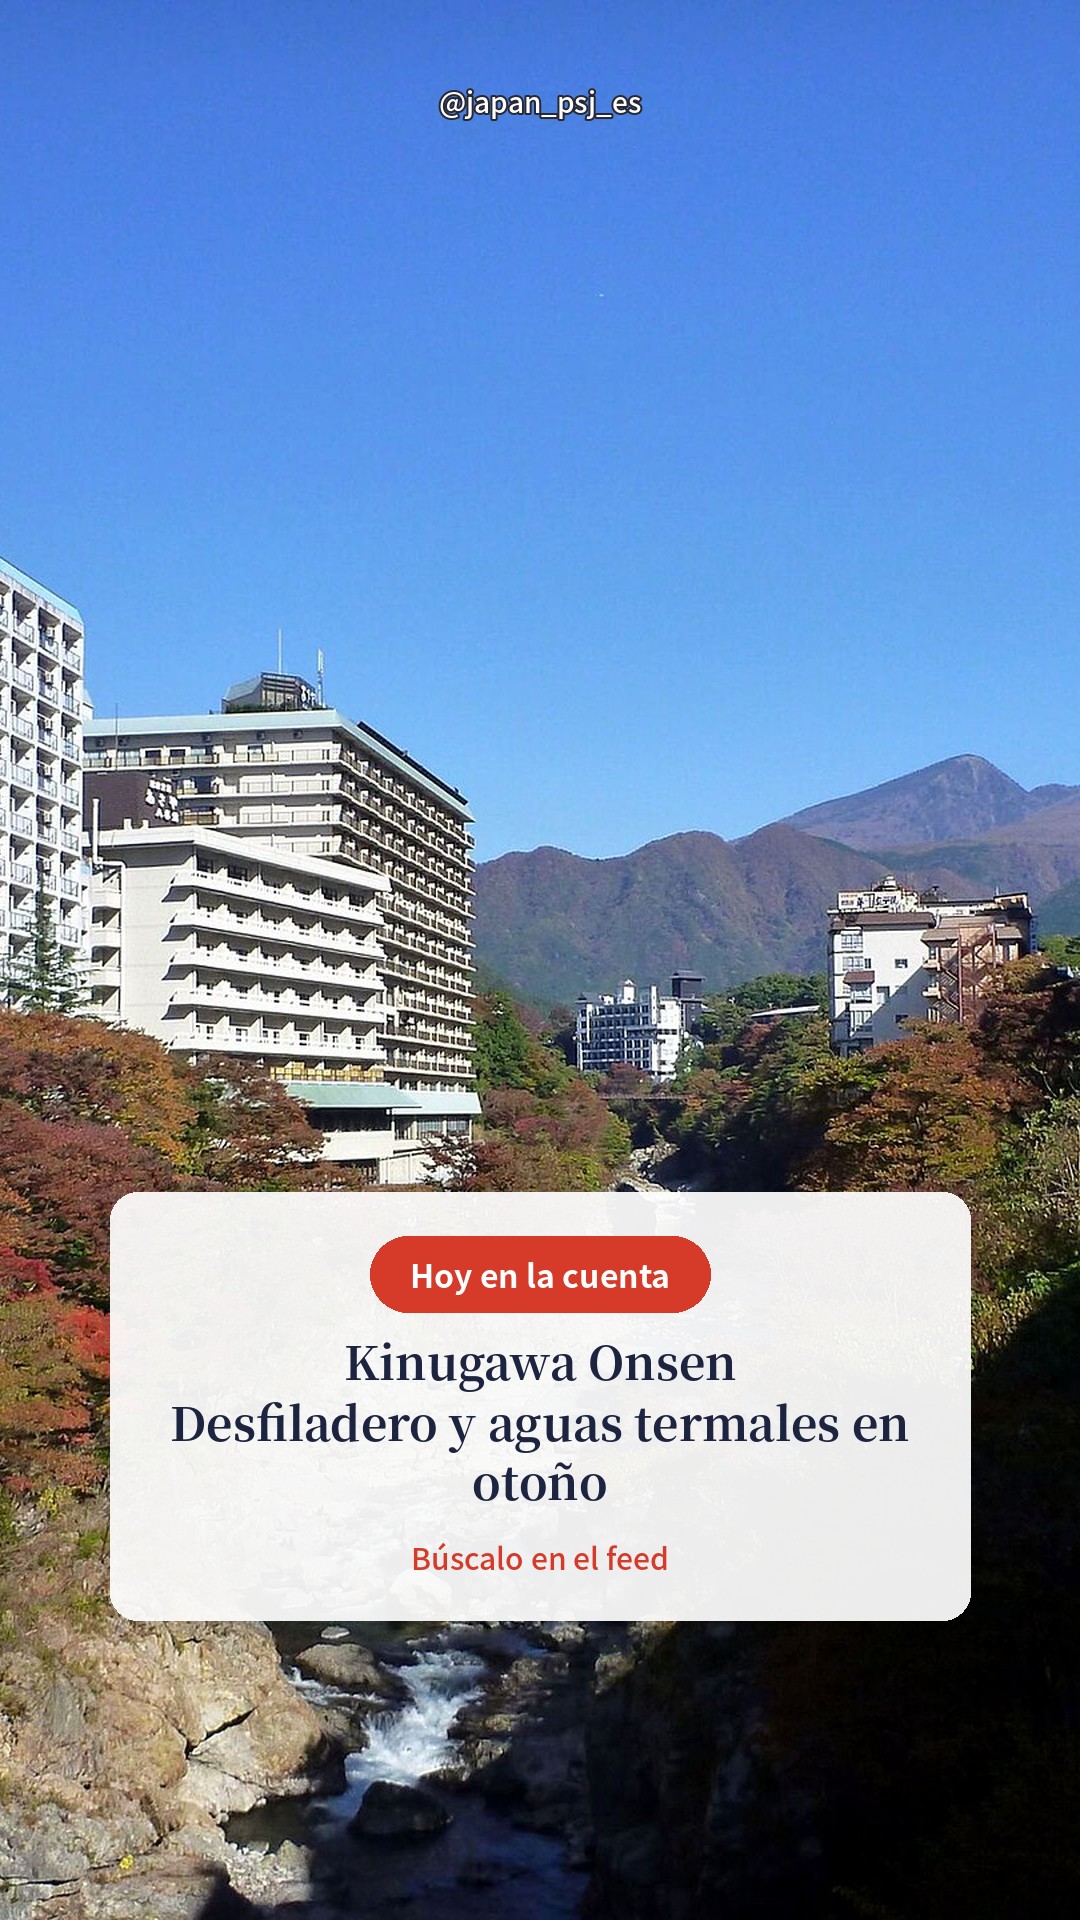 @japan_psj_es
Hoy en la cuenta
Kinugawa Onsen
Desfiladero y aguas termales en
otoño
Búscalo en el feed